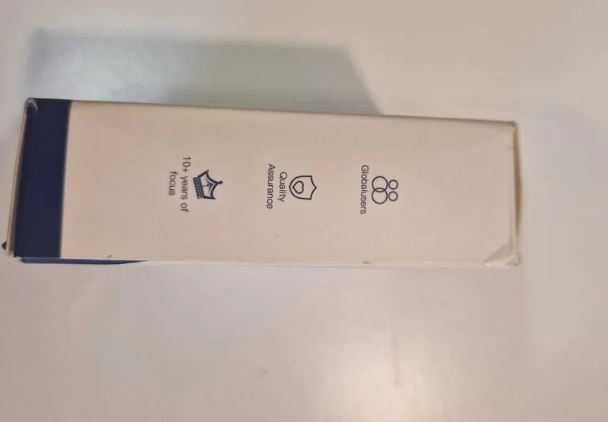 Globalusers
Quality
Assurance
10+ years of
focus